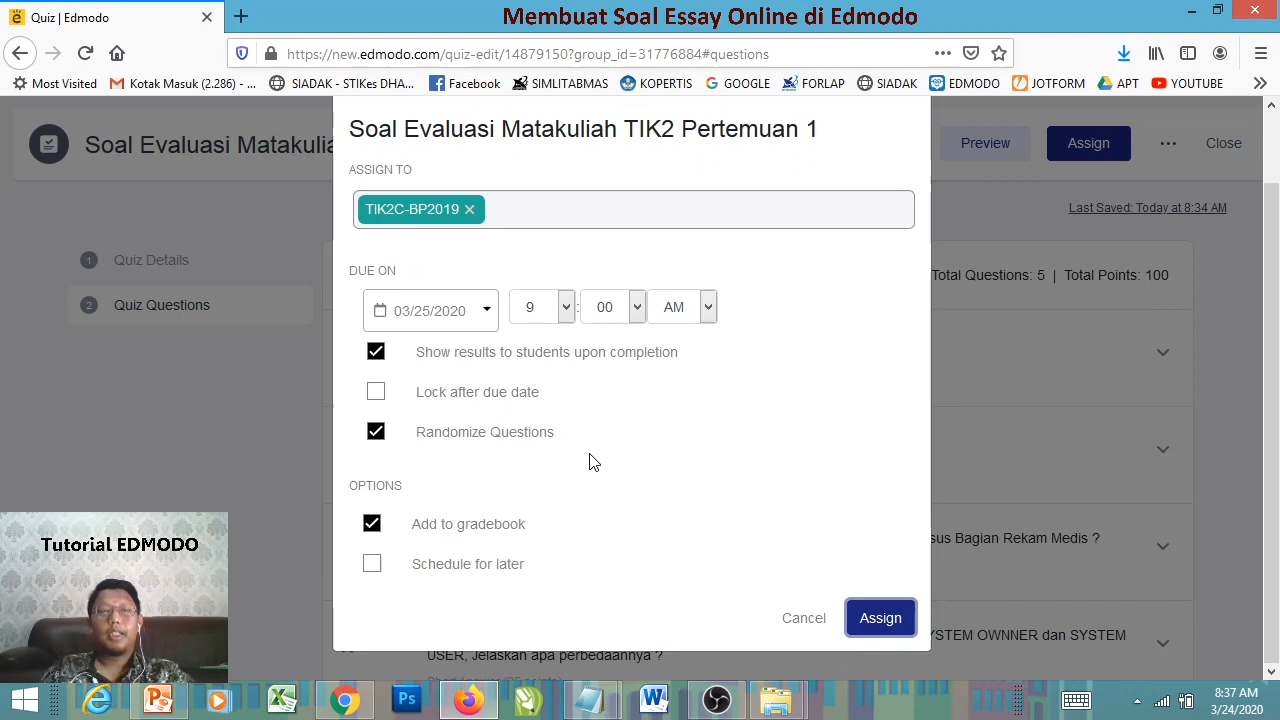 Quiz | Edmodo
Membuat Soal Essay Online di Edmodo
https://new.edmodo.com/quiz-edit/14879150?group_id=31776884#questions
Most Visited
Kotak Masuk (2.286) - ...
SIADAK - STIKes DHA...
Facebook
SIMLITABMAS
KOPERTIS
GOOGLE
FORLAP
SIADAK
EDMODO
JOTFORM
APT
YOUTUBE
Soal Evaluasi Matakulia
Preview
Assign
Close
Last Saved: Today at 8:34 AM
1 Quiz Details
2 Quiz Questions
Total Questions: 5 | Total Points: 100
Soal Evaluasi Matakuliah TIK2 Pertemuan 1
ASSIGN TO
TIK2C-BP2019
DUE ON
03/25/2020
9 : 00 AM
Show results to students upon completion
Lock after due date
Randomize Questions
OPTIONS
Add to gradebook
Schedule for later
Cancel
Assign
sus Bagian Rekam Medis ?
YSTEM OWNNER dan SYSTEM
USER, Jelaskan apa perbedaannya ?
Tutorial EDMODO
Ps
8:37 AM
3/24/2020